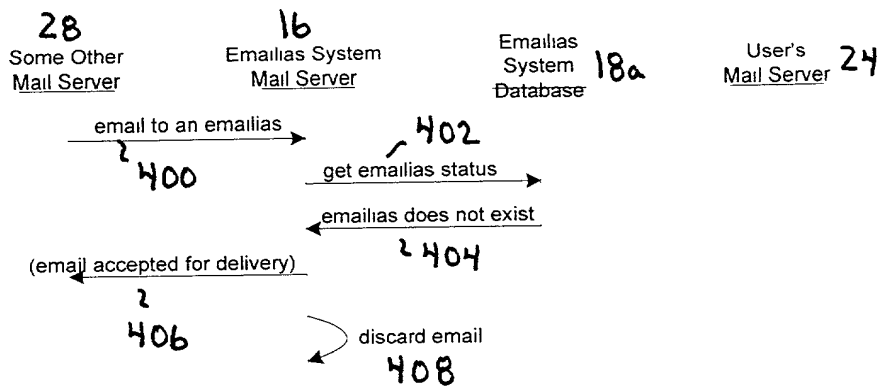 28
Some Other
Mail Server
16
Emailias System
Mail Server
Emailias
System 18a
Database
User's
Mail Server 24
email to an emailias
400
402
get emailias status
emailias does not exist
404
(email accepted for delivery)
406
discard email
408